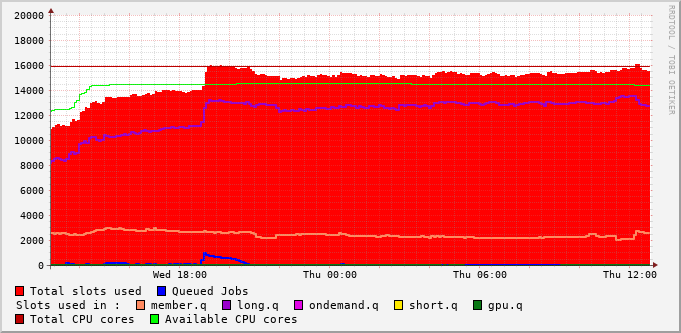 20000
18000
16000
14000
12000
10000
8000
6000
4000
2000
0
Wed 18:00 Thu 00:00 Thu 06:00 Thu 12:00
RRDTOOL / TOBI OETIKER
Total slots used Queued Jobs
Slots used in : member.q long.q ondemand.q short.q gpu.q
Total CPU cores Available CPU cores